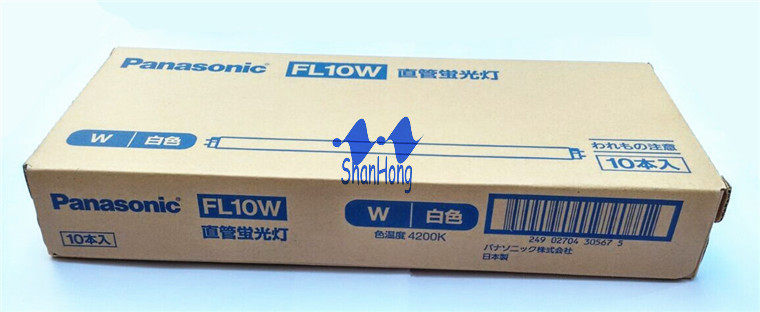 Panasonic FL10W 直管蛍光灯
W 白色
われもの注意
10本入
ShanHong
Panasonic FL10W
直管蛍光灯
10本入
W 白色
色温度 4200K
249 02704 30567 5
パナソニック株式会社
日本製